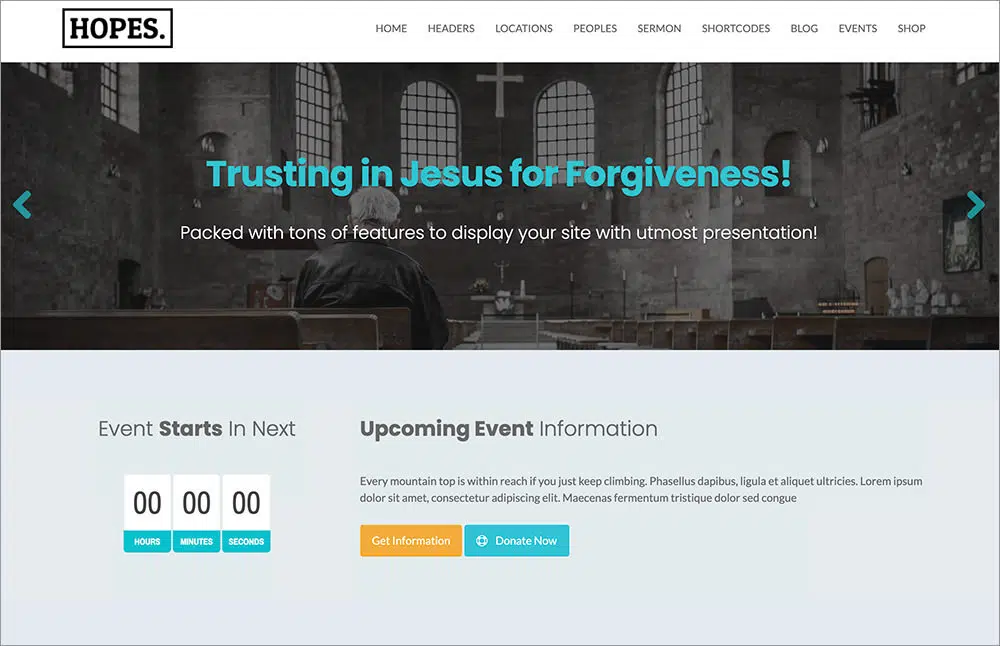 HOPES.
HOME HEADERS LOCATIONS PEOPLES SERMON SHORTCODES BLOG EVENTS SHOP
Trusting in Jesus for Forgiveness!
Packed with tons of features to display your site with utmost presentation!
Event Starts In Next
00 00 00
HOURS MINUTES SECONDS
Upcoming Event Information
Every mountain top is within reach if you just keep climbing. Phasellus dapibus, ligula et aliquet ultricies. Lorem ipsum
dolor sit amet, consectetur adipiscing elit. Maecenas fermentum tristique dolor sed congue
Get Information Donate Now